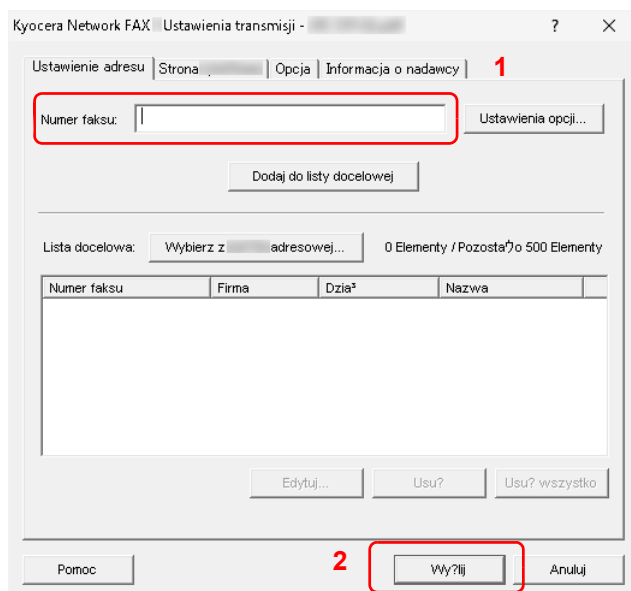 Kyocera Network FAX Ustawienia transmisji -
? ×
Ustawienie adresu Strona Opcja Informacja o nadawcy 1
Numer faksu: Ustawienia opcji...
Dodaj do listy docelowej
Lista docelowa: Wybierz z adresowej... 0 Elementy / Pozostaלּo 500 Elementy
Numer faksu Firma Dzia³ Nazwa
Edytuj... Usu? Usu? wszystko
Pomoc 2 Wy?lij Anuluj